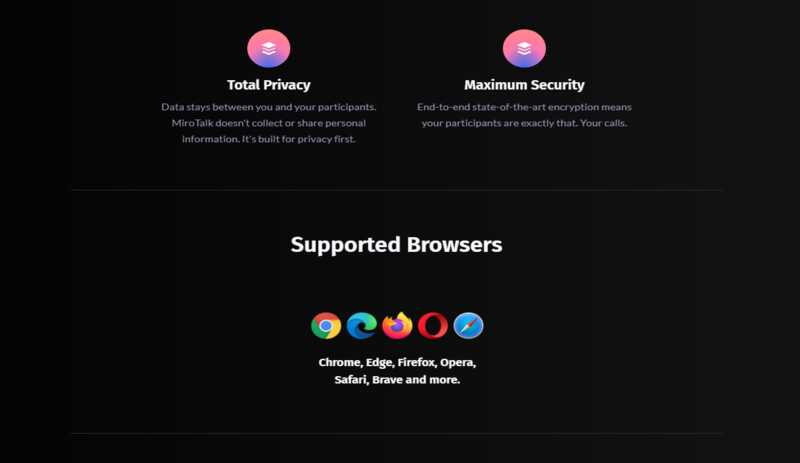 Total Privacy
Data stays between you and your participants.
MiroTalk doesn't collect or share personal
information. It's built for privacy first.
Maximum Security
End-to-end state-of-the-art encryption means
your participants are exactly that. Your calls.
Supported Browsers
Chrome, Edge, Firefox, Opera,
Safari, Brave and more.